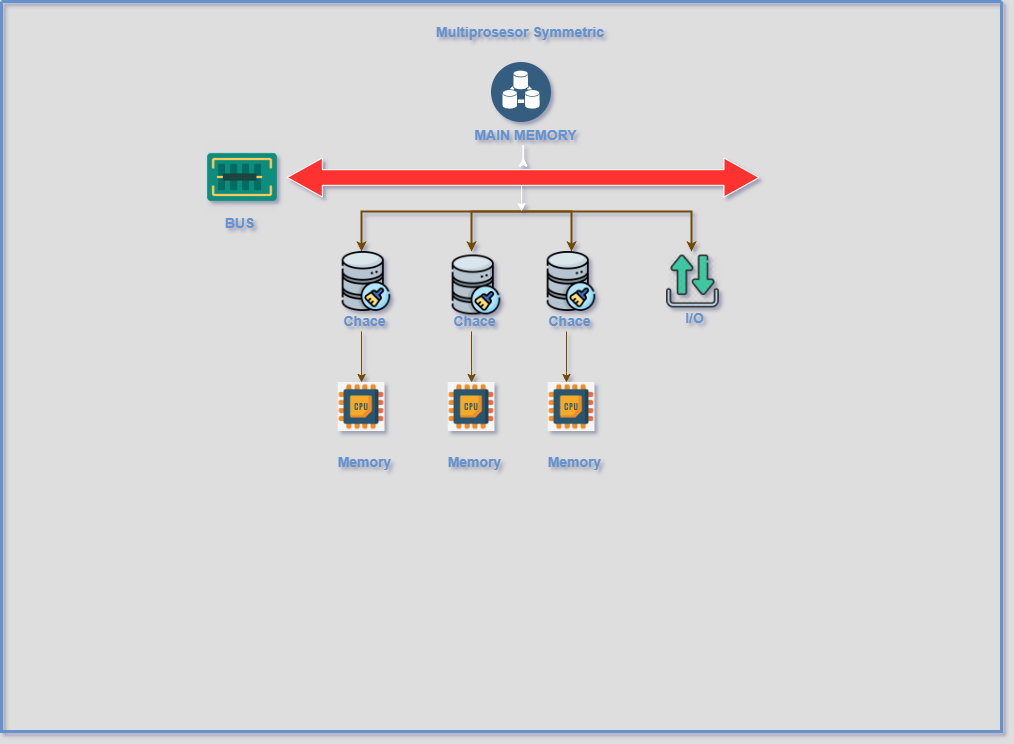 Multiprosesor Symmetric
MAIN MEMORY
BUS
Chace
Chace
Chace
I/O
CPU
CPU
CPU
Memory
Memory
Memory